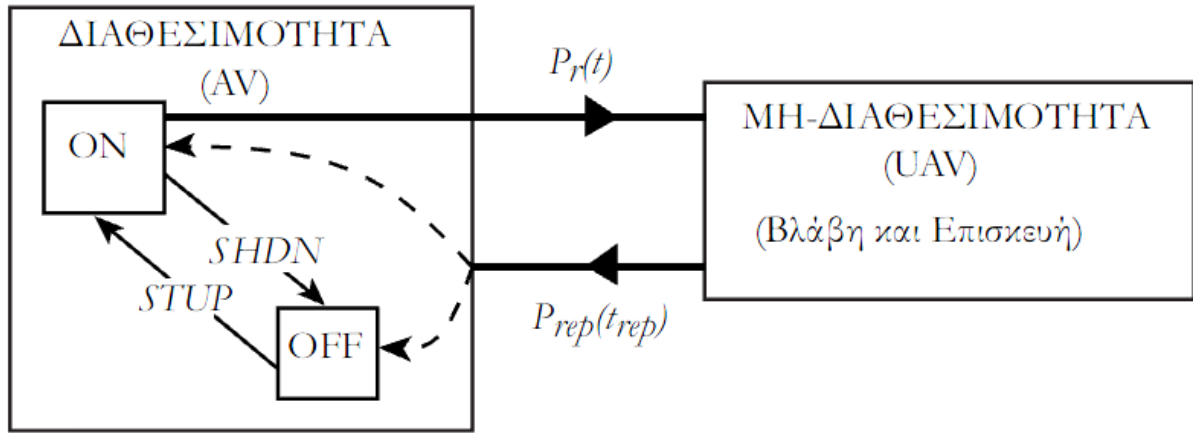 ΔΙΑΘΕΣΙΜΟΤΗΤΑ
(AV)
ON
SHDN
STUP
OFF
P_r(t)
P_rep(t_rep)
ΜΗ-ΔΙΑΘΕΣΙΜΟΤΗΤΑ
(UAV)
(Βλάβη και Επισκευή)